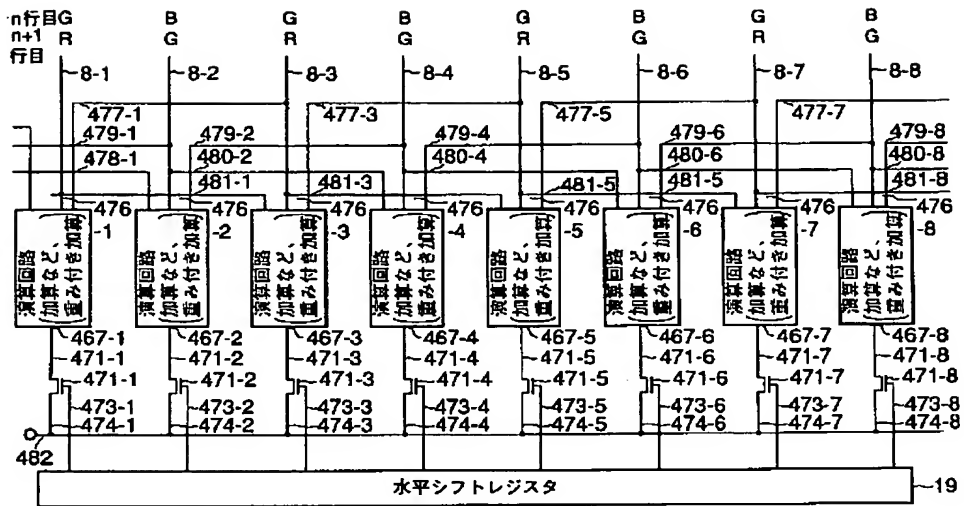 n行目 G B G B G B G B
n+1 R G R G R G R G
行目
8-1 8-2 8-3 8-4 8-5 8-6 8-7 8-8
477-1 477-3 477-5 477-7
479-1 479-2 479-4 479-6 479-8
478-1 480-2 480-4 480-6 480-8
481-1 481-3 481-5 481-5 481-8
476 476 476 476 476 476 476 476
-1 -2 -3 -4 -5 -6 -7 -8
演算回路
(加算など、
重み付き加算)
演算回路
(加算など、
重み付き加算)
演算回路
(加算など、
重み付き加算)
演算回路
(加算など、
重み付き加算)
演算回路
(加算など、
重み付き加算)
演算回路
(加算など、
重み付き加算)
演算回路
(加算など、
重み付き加算)
演算回路
(加算など、
重み付き加算)
467-1 467-2 467-3 467-4 467-5 467-6 467-7 467-8
471-1 471-2 471-3 471-4 471-5 471-6 471-7 471-8
471-1 471-2 471-3 471-4 471-5 471-6 471-7 471-8
473-1 473-2 473-3 473-4 473-5 473-6 473-7 473-8
474-1 474-2 474-3 474-4 474-5 474-6 474-7 474-8
482
水平シフトレジスタ 19